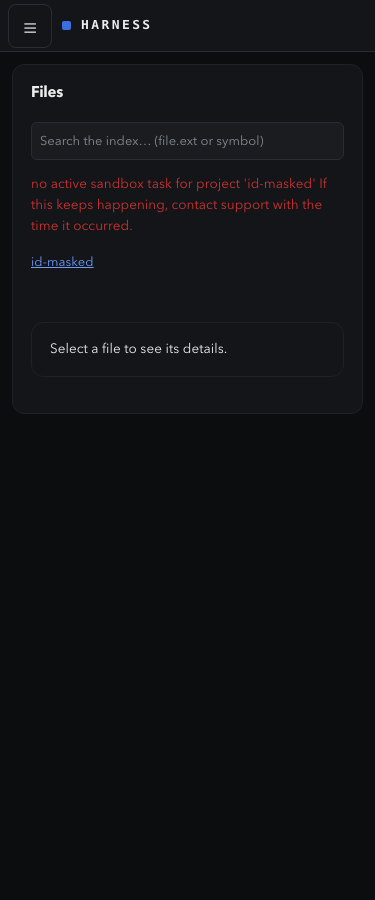 HARNESS
Files
Search the index… (file.ext or symbol)
no active sandbox task for project 'id-masked' If
this keeps happening, contact support with the
time it occurred.
id-masked
Select a file to see its details.